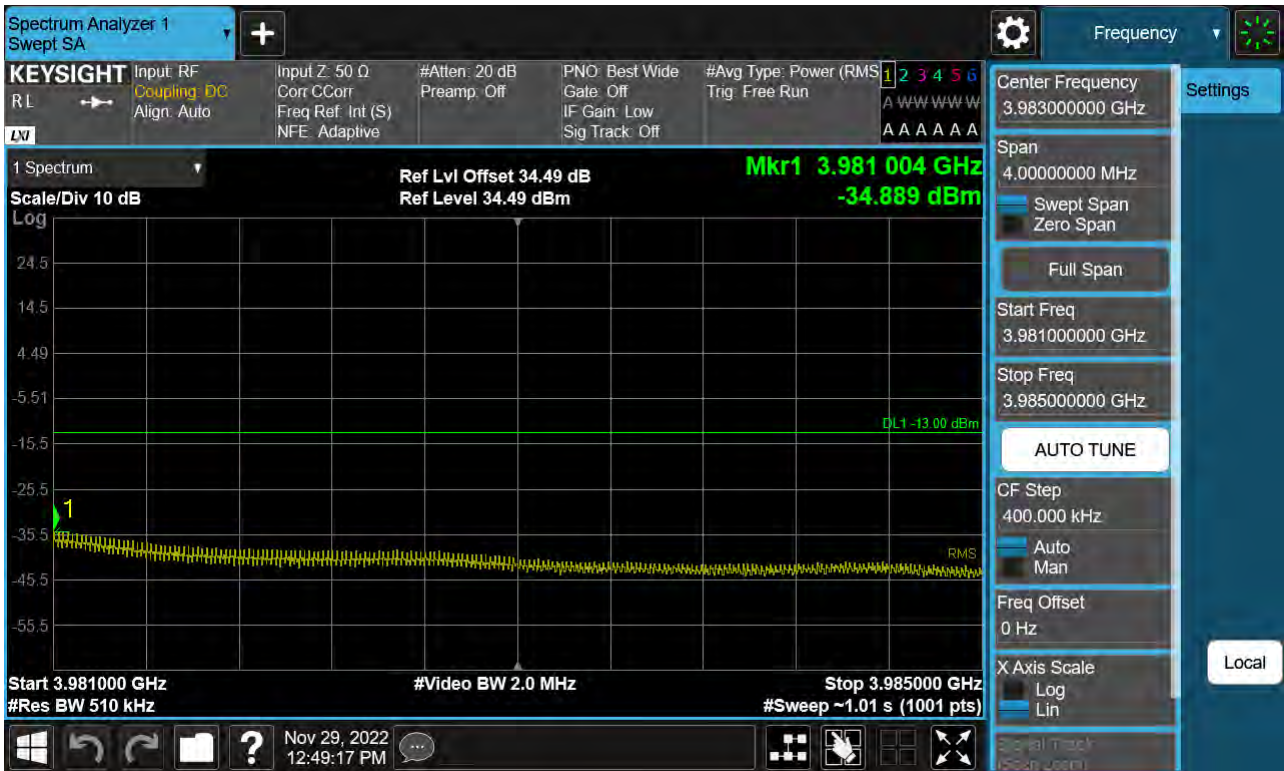 Spectrum Analyzer 1
Swept SA
+
Frequency
KEYSIGHT
RL
LXI
Input: RF
Coupling: DC
Align: Auto
Input Z: 50 Ω
Corr CCorr
Freq Ref: Int (S)
NFE: Adaptive
#Atten: 20 dB
Preamp: Off
PNO: Best Wide
Gate: Off
IF Gain: Low
Sig Track: Off
#Avg Type: Power (RMS
Trig: Free Run
1 2 3 4 5 6
A W W W W W
A A A A A A
1 Spectrum
Scale/Div 10 dB
Ref Lvl Offset 34.49 dB
Ref Level 34.49 dBm
Mkr1 3.981 004 GHz
-34.889 dBm
Log
24.5
14.5
4.49
-5.51
DL1 -13.00 dBm
-15.5
-25.5
1
-35.5
RMS
-45.5
-55.5
Start 3.981000 GHz
#Video BW 2.0 MHz
Stop 3.985000 GHz
#Res BW 510 kHz
#Sweep ~1.01 s (1001 pts)
Center Frequency
3.983000000 GHz
Settings
Span
4.00000000 MHz
Swept Span
Zero Span
Full Span
Start Freq
3.981000000 GHz
Stop Freq
3.985000000 GHz
AUTO TUNE
CF Step
400.000 kHz
Auto
Man
Freq Offset
0 Hz
X Axis Scale
Log
Lin
Local
Signal Track
(Span Zoom)
?
Nov 29, 2022
12:49:17 PM